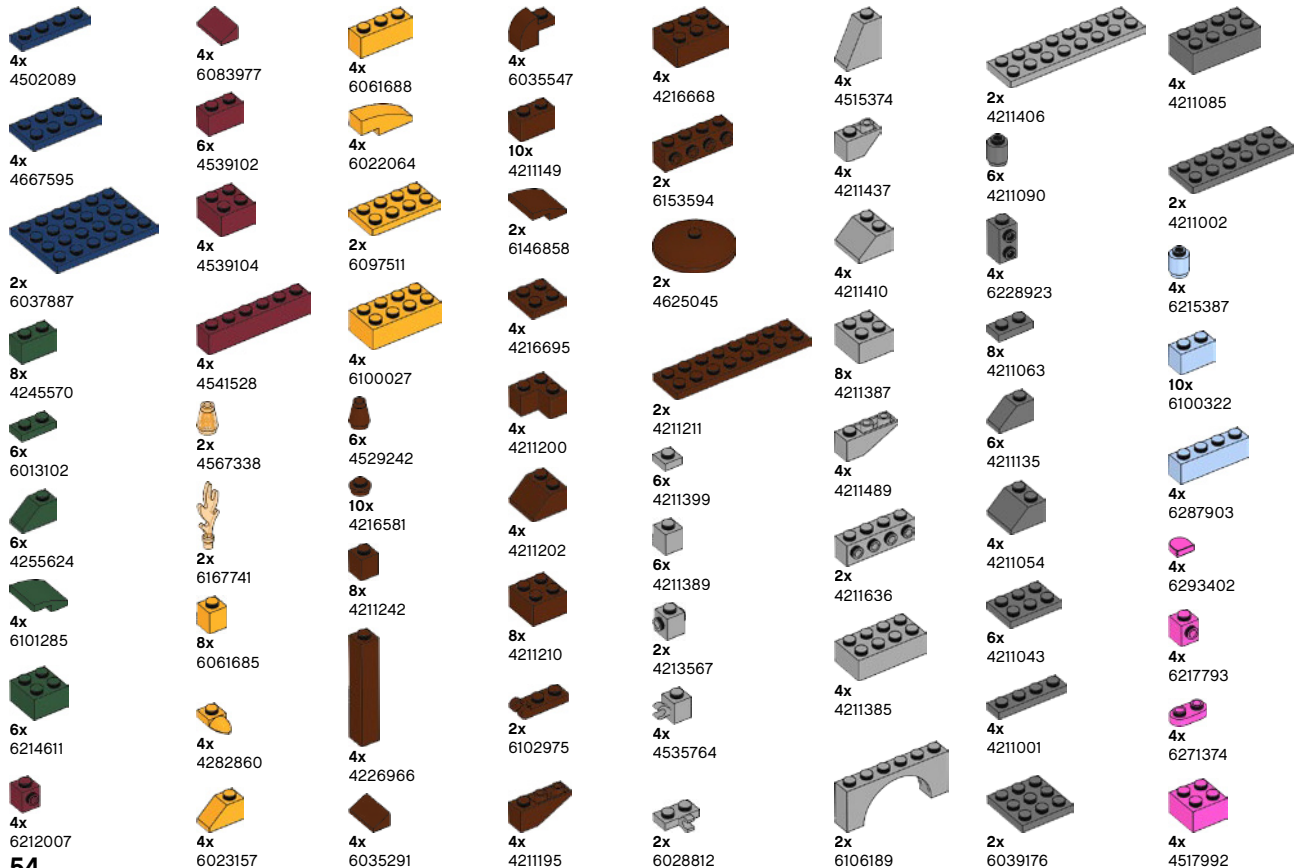 4x
4502089
4x
4667595
2x
6037887
8x
4245570
6x
6013102
6x
4255624
4x
6101285
6x
6214611
4x
6212007
54
4x
6083977
6x
4539102
4x
4539104
4x
4541528
2x
4567338
2x
6167741
8x
6061685
4x
4282860
4x
6023157
4x
6061688
4x
6022064
2x
6097511
4x
6100027
6x
4529242
10x
4216581
8x
4211242
4x
4226966
4x
6035291
4x
6035547
10x
4211149
2x
6146858
4x
4216695
4x
4211200
4x
4211202
8x
4211210
2x
6102975
4x
4211195
4x
4216668
2x
6153594
2x
4625045
2x
4211211
6x
4211399
6x
4211389
2x
4213567
4x
4535764
2x
6028812
4x
4515374
4x
4211437
4x
4211410
8x
4211387
4x
4211489
2x
4211636
4x
4211385
2x
6106189
2x
4211406
6x
4211090
4x
6228923
8x
4211063
6x
4211135
4x
4211054
6x
4211043
4x
4211001
2x
6039176
4x
4211085
2x
4211002
4x
6215387
10x
6100322
4x
6287903
4x
6293402
4x
6217793
4x
6271374
4x
4517992